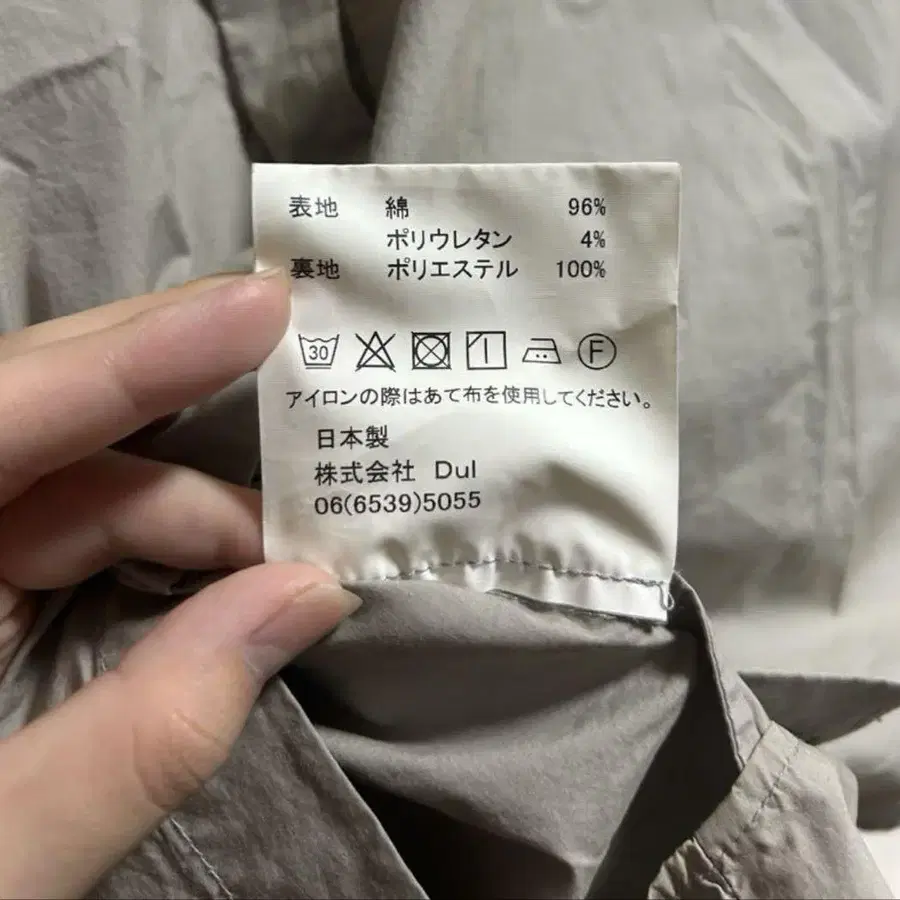 表地 綿 96%
ポリウレタン 4%
裏地 ポリエステル 100%
30 F
アイロンの際はあて布を使用してください。
日本製
株式会社 Dul
06(6539)5055